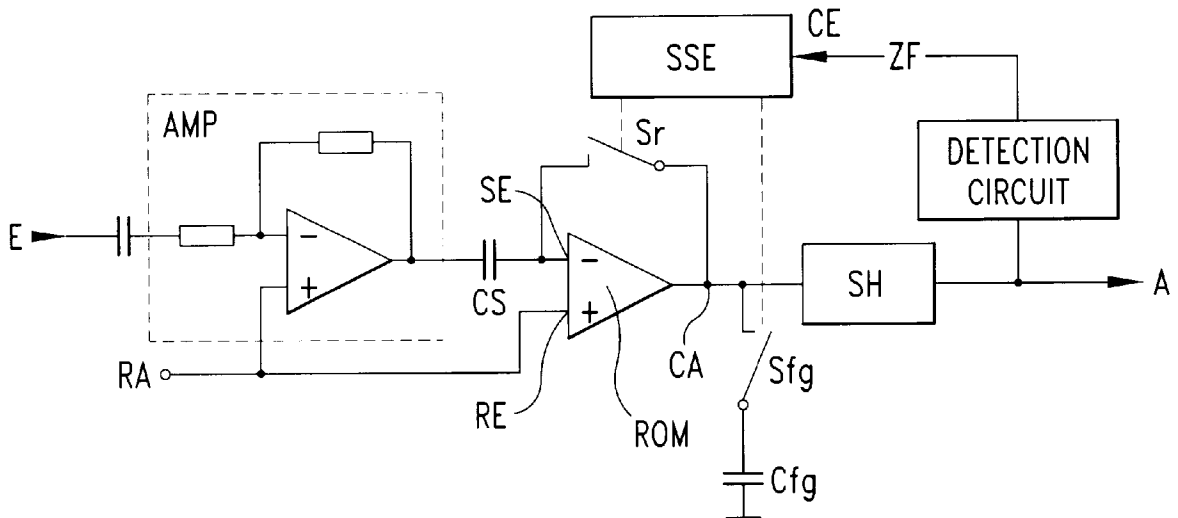 CE
SSE
ZF
AMP
Sr
DETECTION
CIRCUIT
SE
E
−
+
−
+
CS
SH
A
RA
CA
Sfg
RE
ROM
Cfg